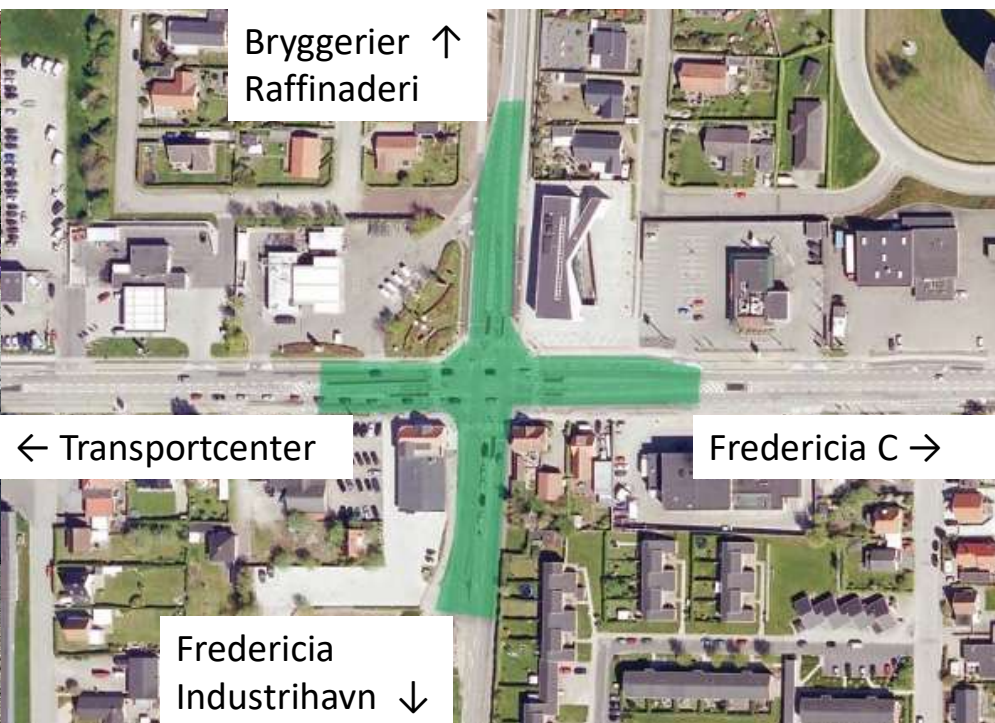 Bryggerier ↑
Raffinaderi
← Transportcenter
Fredericia C →
Fredericia
Industrihavn ↓